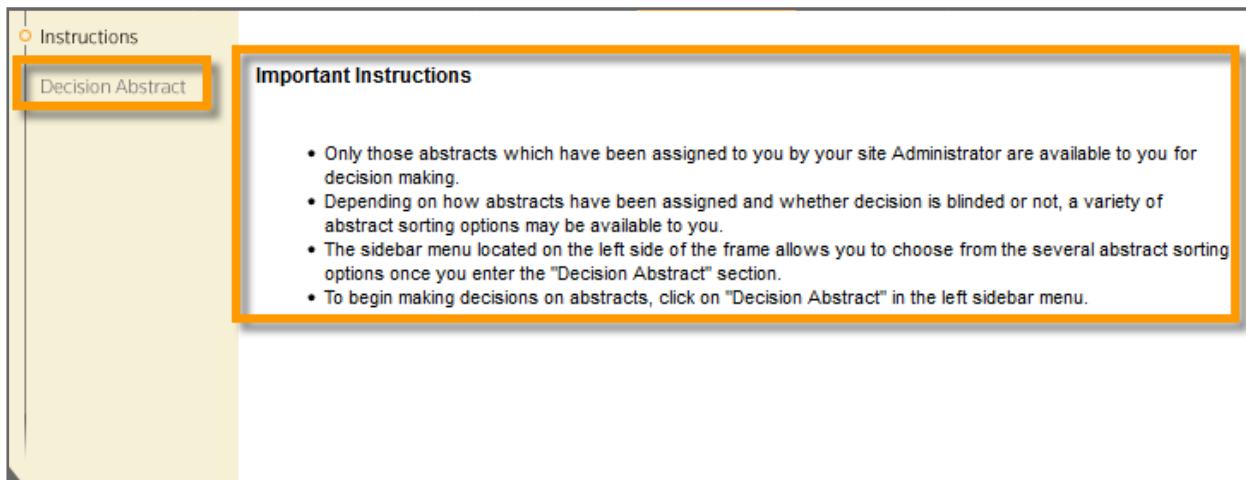 Instructions
Decision Abstract
Important Instructions
• Only those abstracts which have been assigned to you by your site Administrator are available to you for
decision making.
• Depending on how abstracts have been assigned and whether decision is blinded or not, a variety of
abstract sorting options may be available to you.
• The sidebar menu located on the left side of the frame allows you to choose from the several abstract sorting
options once you enter the "Decision Abstract" section.
• To begin making decisions on abstracts, click on "Decision Abstract" in the left sidebar menu.